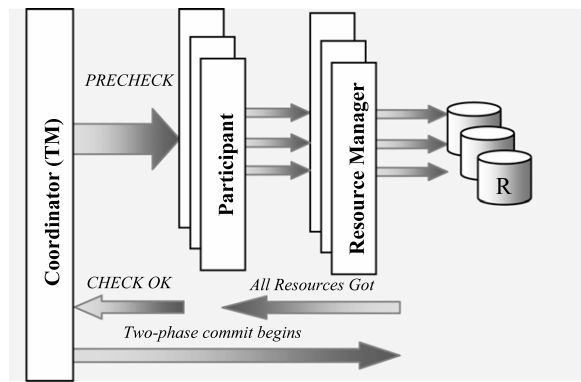 PRECHECK
Coordinator (TM)
Participant
Resource Manager
R
CHECK OK
All Resources Got
Two-phase commit begins